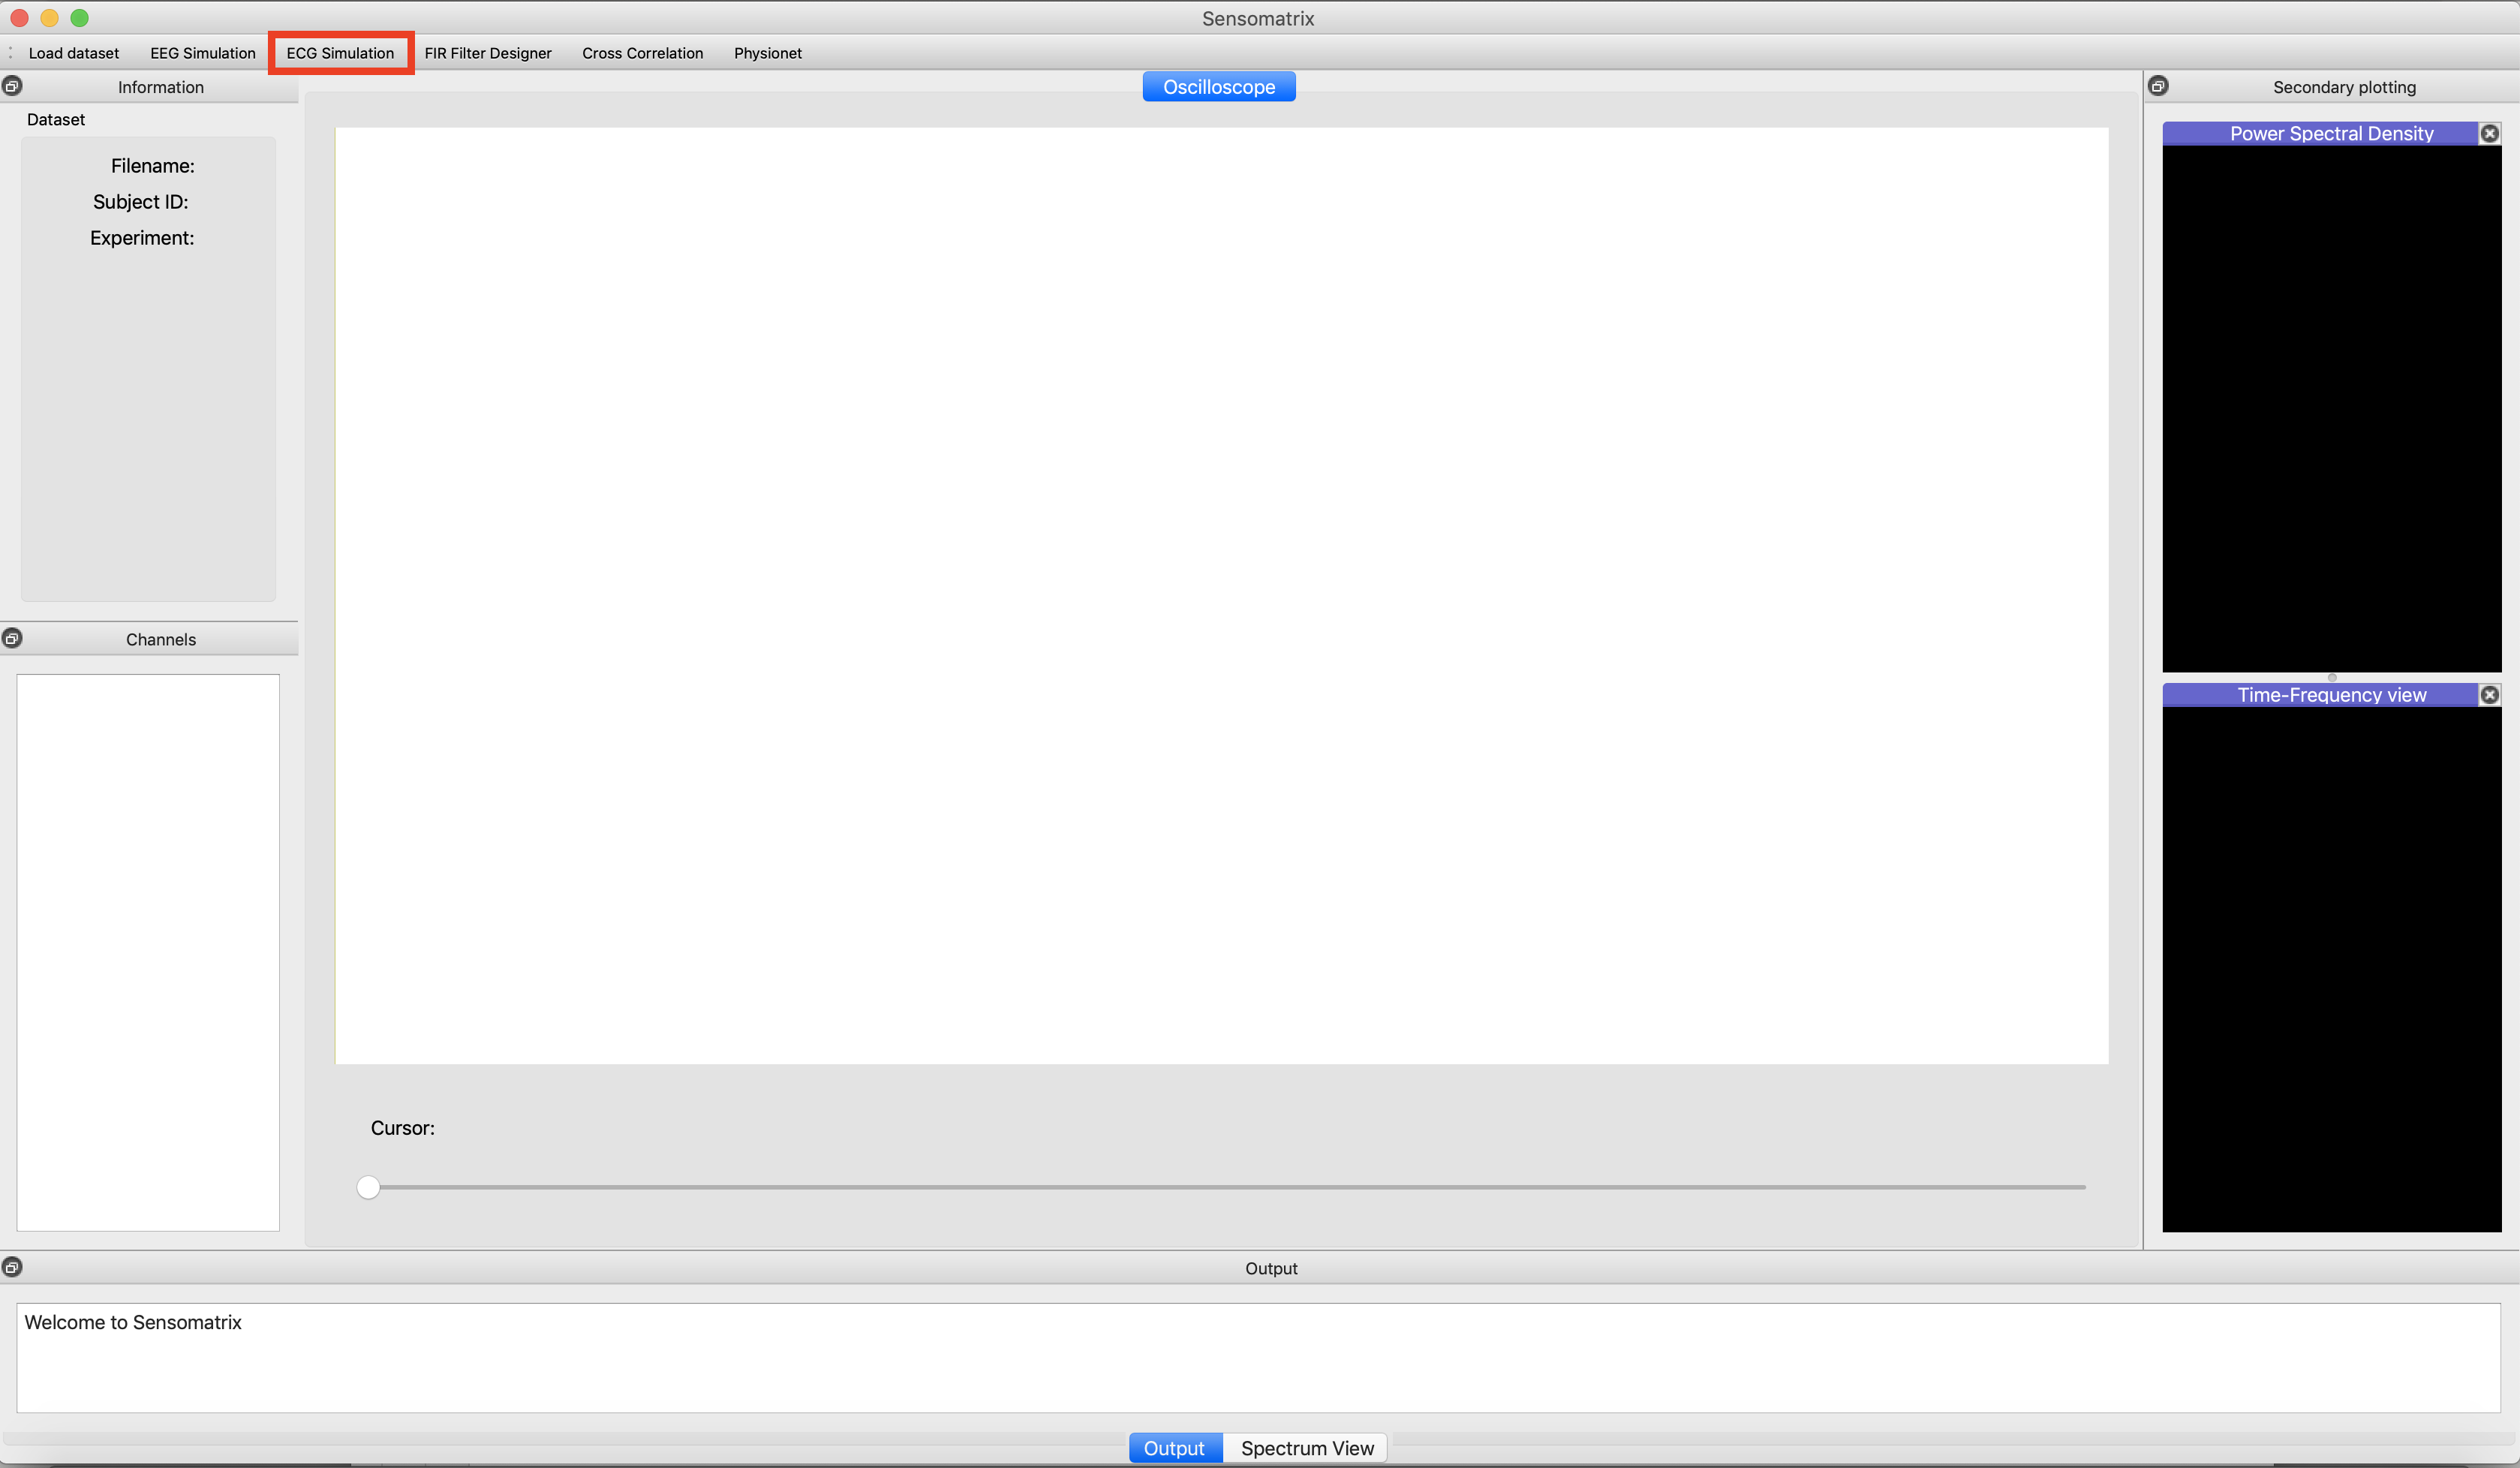 Sensomatrix
Load dataset EEG Simulation ECG Simulation FIR Filter Designer Cross Correlation Physionet
Information
Dataset
Filename:
Subject ID:
Experiment:
Channels
Oscilloscope
Cursor:
Secondary plotting
Power Spectral Density
Time-Frequency view
Output
Welcome to Sensomatrix
Output Spectrum View